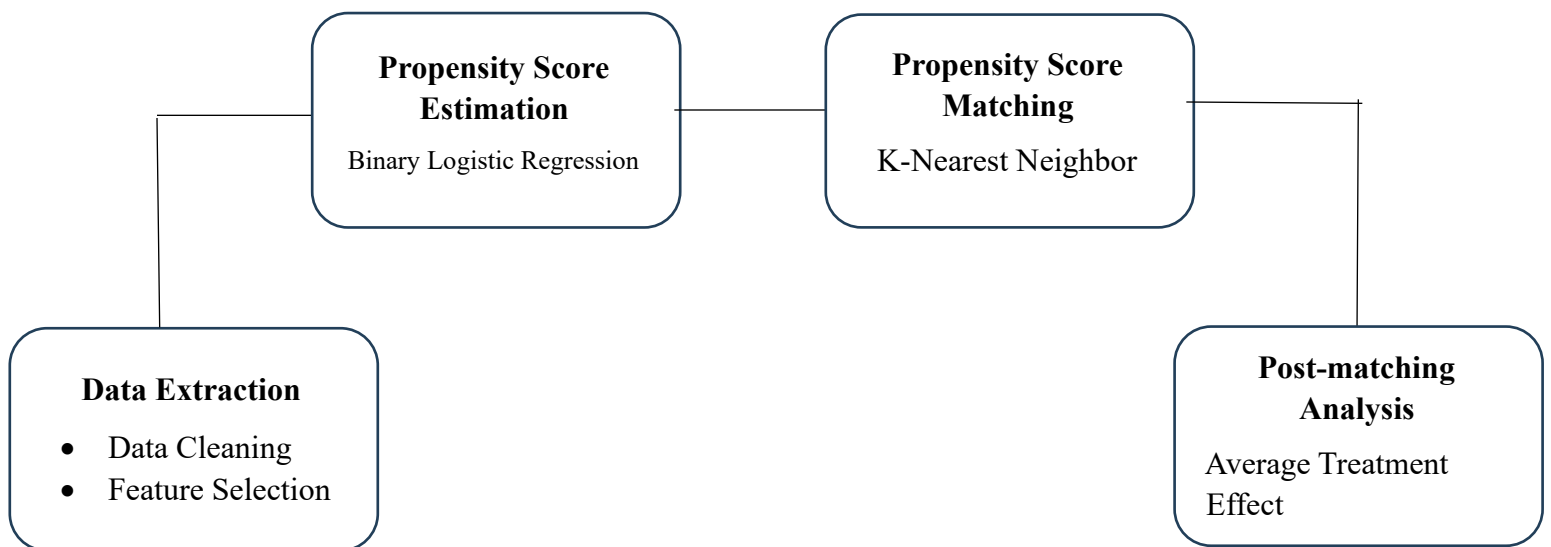 Propensity Score
Estimation
Binary Logistic Regression
Propensity Score
Matching
K-Nearest Neighbor
Data Extraction
• Data Cleaning
• Feature Selection
Post-matching
Analysis
Average Treatment
Effect